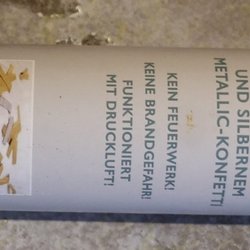 UND SILBERNEM
METALLIC-KONFETTI
KEIN FEUERWERK!
KEINE BRANDGEFAHR!
FUNKTIONIERT
MIT DRUCKLUFT!